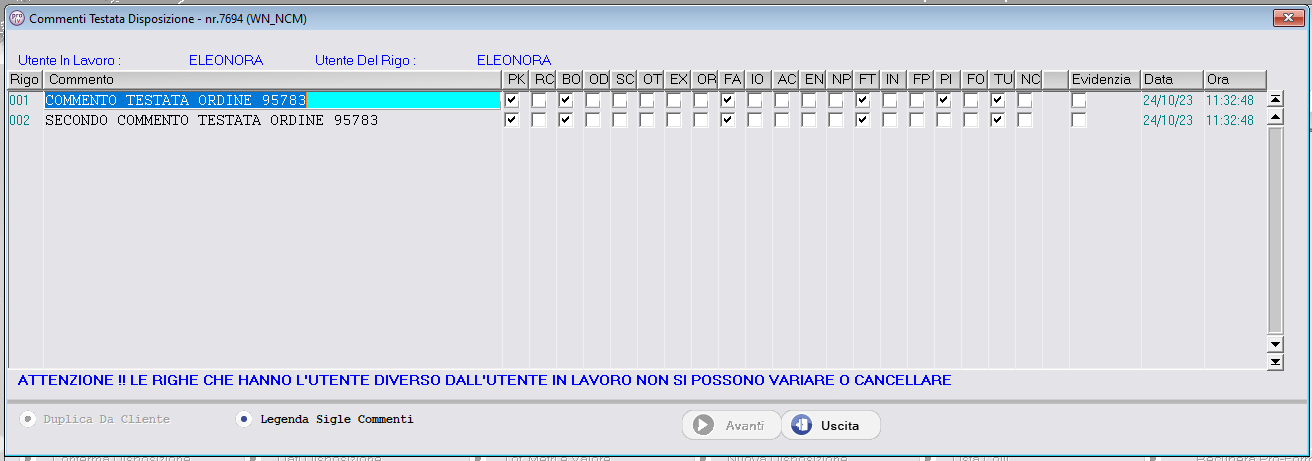 Commenti Testata Disposizione - nr.7694 (WN_NCM)
Utente In Lavoro : ELEONORA Utente Del Rigo : ELEONORA
Rigo Commento PK RC BO OD SC OT EX OR FA IO AC EN NP FT IN FP PI FO TU NC Evidenzia Data Ora
001 COMMENTO TESTATA ORDINE 95783 24/10/23 11:32:48
002 SECONDO COMMENTO TESTATA ORDINE 95783 24/10/23 11:32:48
ATTENZIONE !! LE RIGHE CHE HANNO L'UTENTE DIVERSO DALL'UTENTE IN LAVORO NON SI POSSONO VARIARE O CANCELLARE
Duplica Da Cliente Legenda Sigle Commenti Avanti Uscita